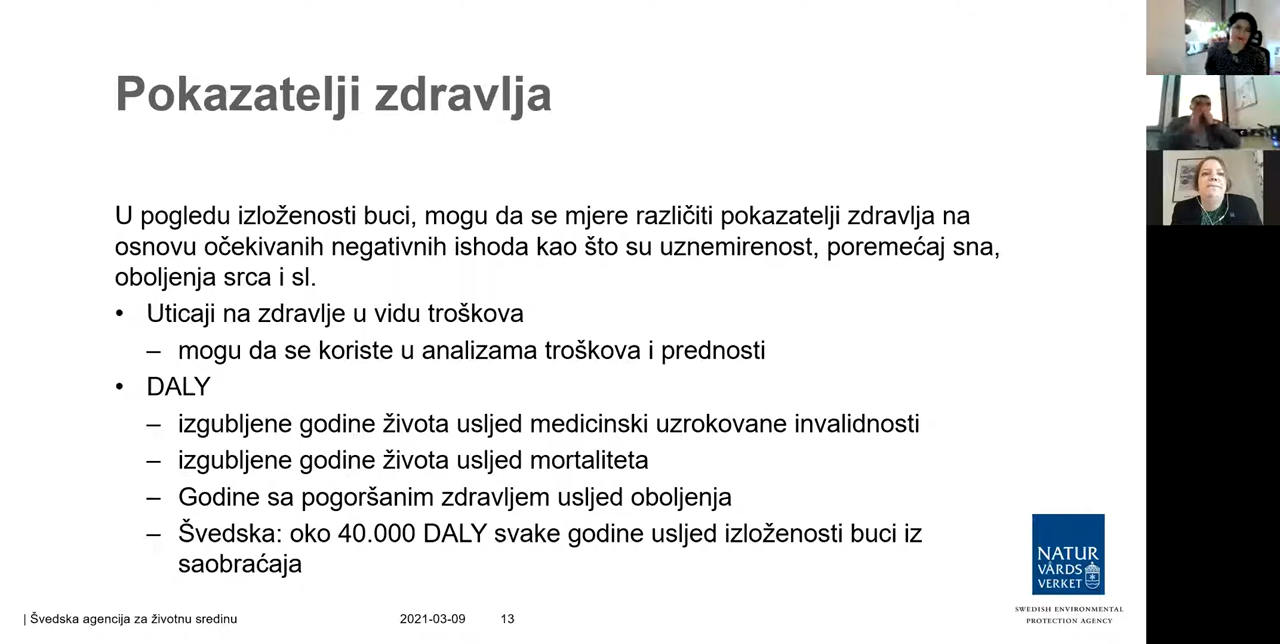 Pokazatelji zdravlja
U pogledu izloženosti buci, mogu da se mjere različiti pokazatelji zdravlja na
osnovu očekivanih negativnih ishoda kao što su uznemirenost, poremećaj sna,
oboljenja srca i sl.
• Uticaji na zdravlje u vidu troškova
– mogu da se koriste u analizama troškova i prednosti
• DALY
– izgubljene godine života usljed medicinski uzrokovane invalidnosti
– izgubljene godine života usljed mortaliteta
– Godine sa pogoršanim zdravljem usljed oboljenja
– Švedska: oko 40.000 DALY svake godine usljed izloženosti buci iz
saobraćaja
NATUR
VÅRDS
VERKET
SWEDISH ENVIRONMENTAL
PROTECTION AGENCY
| Švedska agencija za životnu sredinu 2021-03-09 13